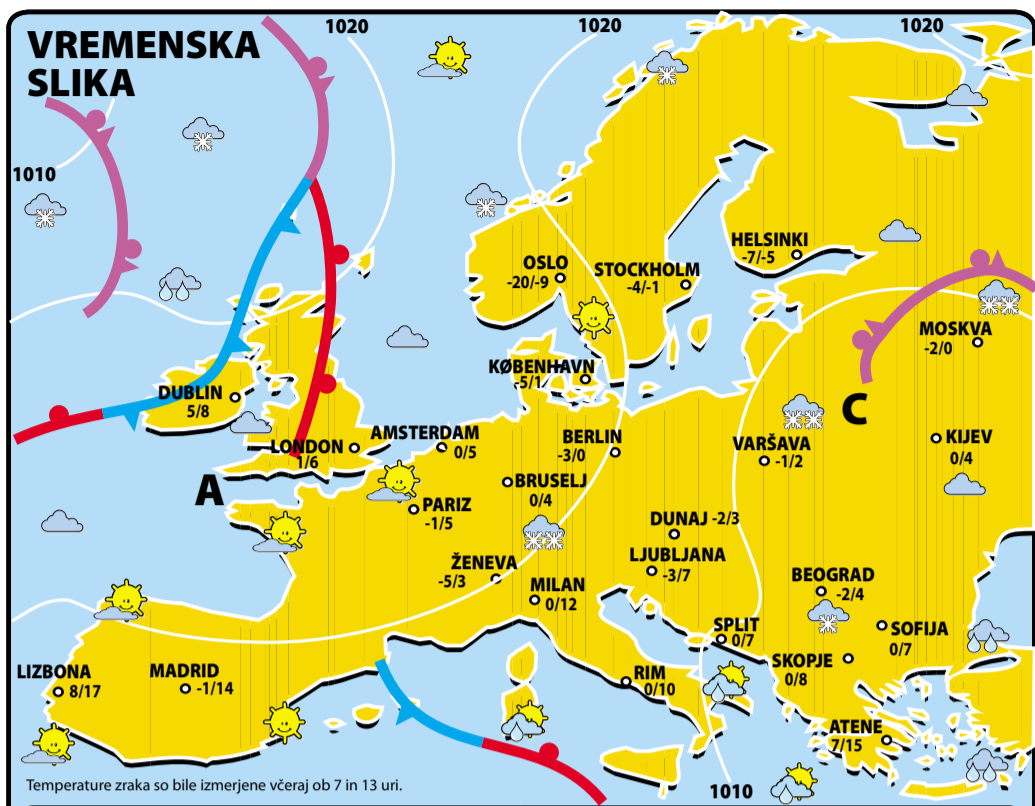 VREMENSKA
SLIKA
1020
1020
1020
1010
HELSINKI
-7/-5
OSLO
-20/-9
STOCKHOLM
-4/-1
MOSKVA
-2/0
KØBENHAVN
-5/1
DUBLIN
5/8
C
LONDON
1/6
AMSTERDAM
0/5
BERLIN
-3/0
VARŠAVA
-1/2
KIJEV
0/4
A
BRUSELJ
0/4
PARIZ
-1/5
DUNAJ -2/3
LJUBLJANA
-3/7
ŽENEVA
-5/3
MILAN
0/12
BEOGRAD
-2/4
SPLIT
0/7
SOFIJA
0/7
LIZBONA
8/17
MADRID
-1/14
RIM
0/10
SKOPJE
0/8
ATENE
7/15
Temperature zraka so bile izmerjene včeraj ob 7 in 13 uri.
1010